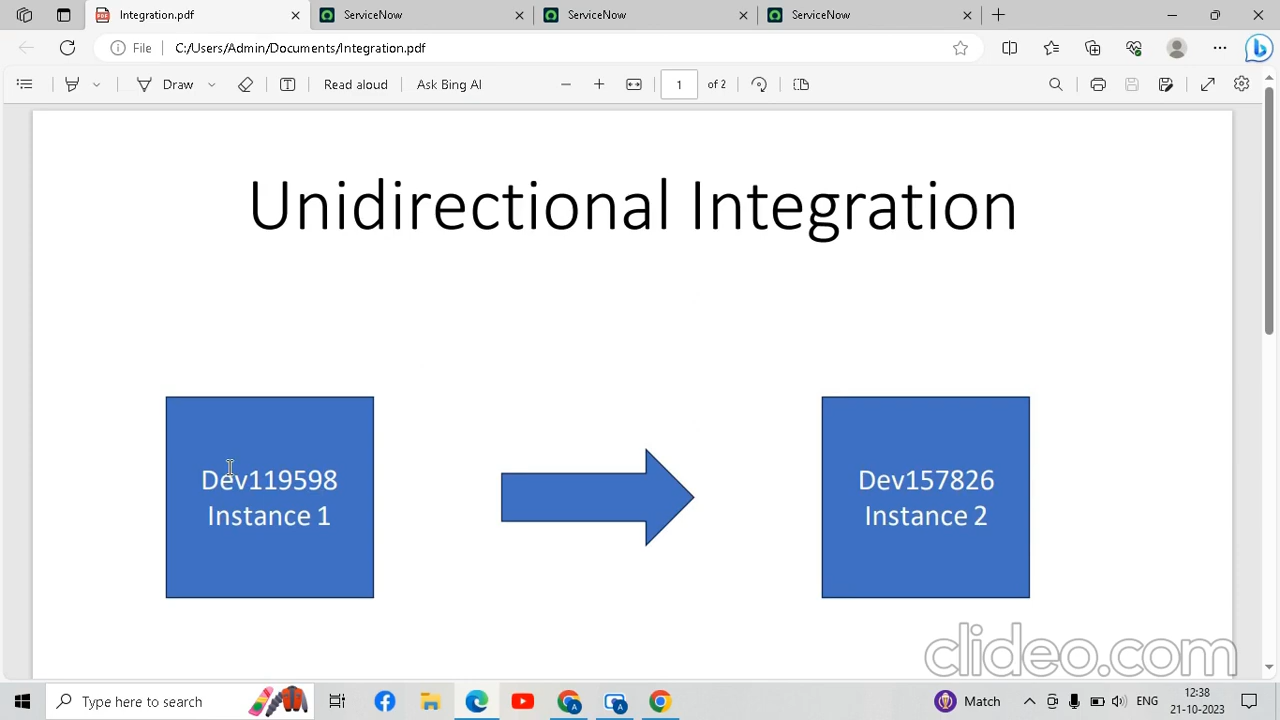 Integration.pdf
ServiceNow
ServiceNow
ServiceNow
File
C:/Users/Admin/Documents/Integration.pdf
Draw
Read aloud
Ask Bing AI
1
of 2
Unidirectional Integration
Dev119598
Instance 1
Dev157826
Instance 2
clideo.com
Type here to search
Match
ENG
12:38
21-10-2023